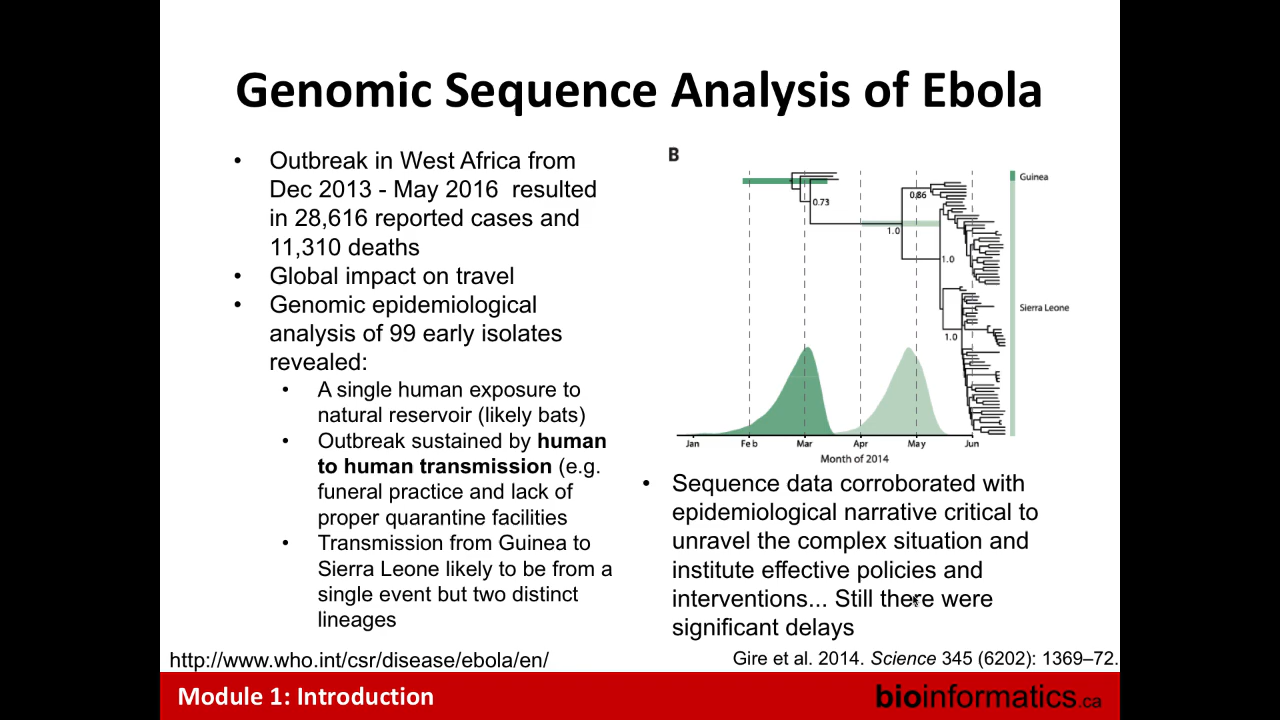 Genomic Sequence Analysis of Ebola
• Outbreak in West Africa from
Dec 2013 - May 2016 resulted
in 28,616 reported cases and
11,310 deaths
• Global impact on travel
• Genomic epidemiological
analysis of 99 early isolates
revealed:
• A single human exposure to
natural reservoir (likely bats)
• Outbreak sustained by human
to human transmission (e.g.
funeral practice and lack of
proper quarantine facilities
• Transmission from Guinea to
Sierra Leone likely to be from a
single event but two distinct
lineages
http://www.who.int/csr/disease/ebola/en/
B
Guinea
0.86
0.73
1.0
1.0
Sierra Leone
1.0
Jan Feb Mar Apr May Jun
Month of 2014
• Sequence data corroborated with
epidemiological narrative critical to
unravel the complex situation and
institute effective policies and
interventions... Still there were
significant delays
Gire et al. 2014. Science 345 (6202): 1369–72.
Module 1: Introduction
bioinformatics.ca